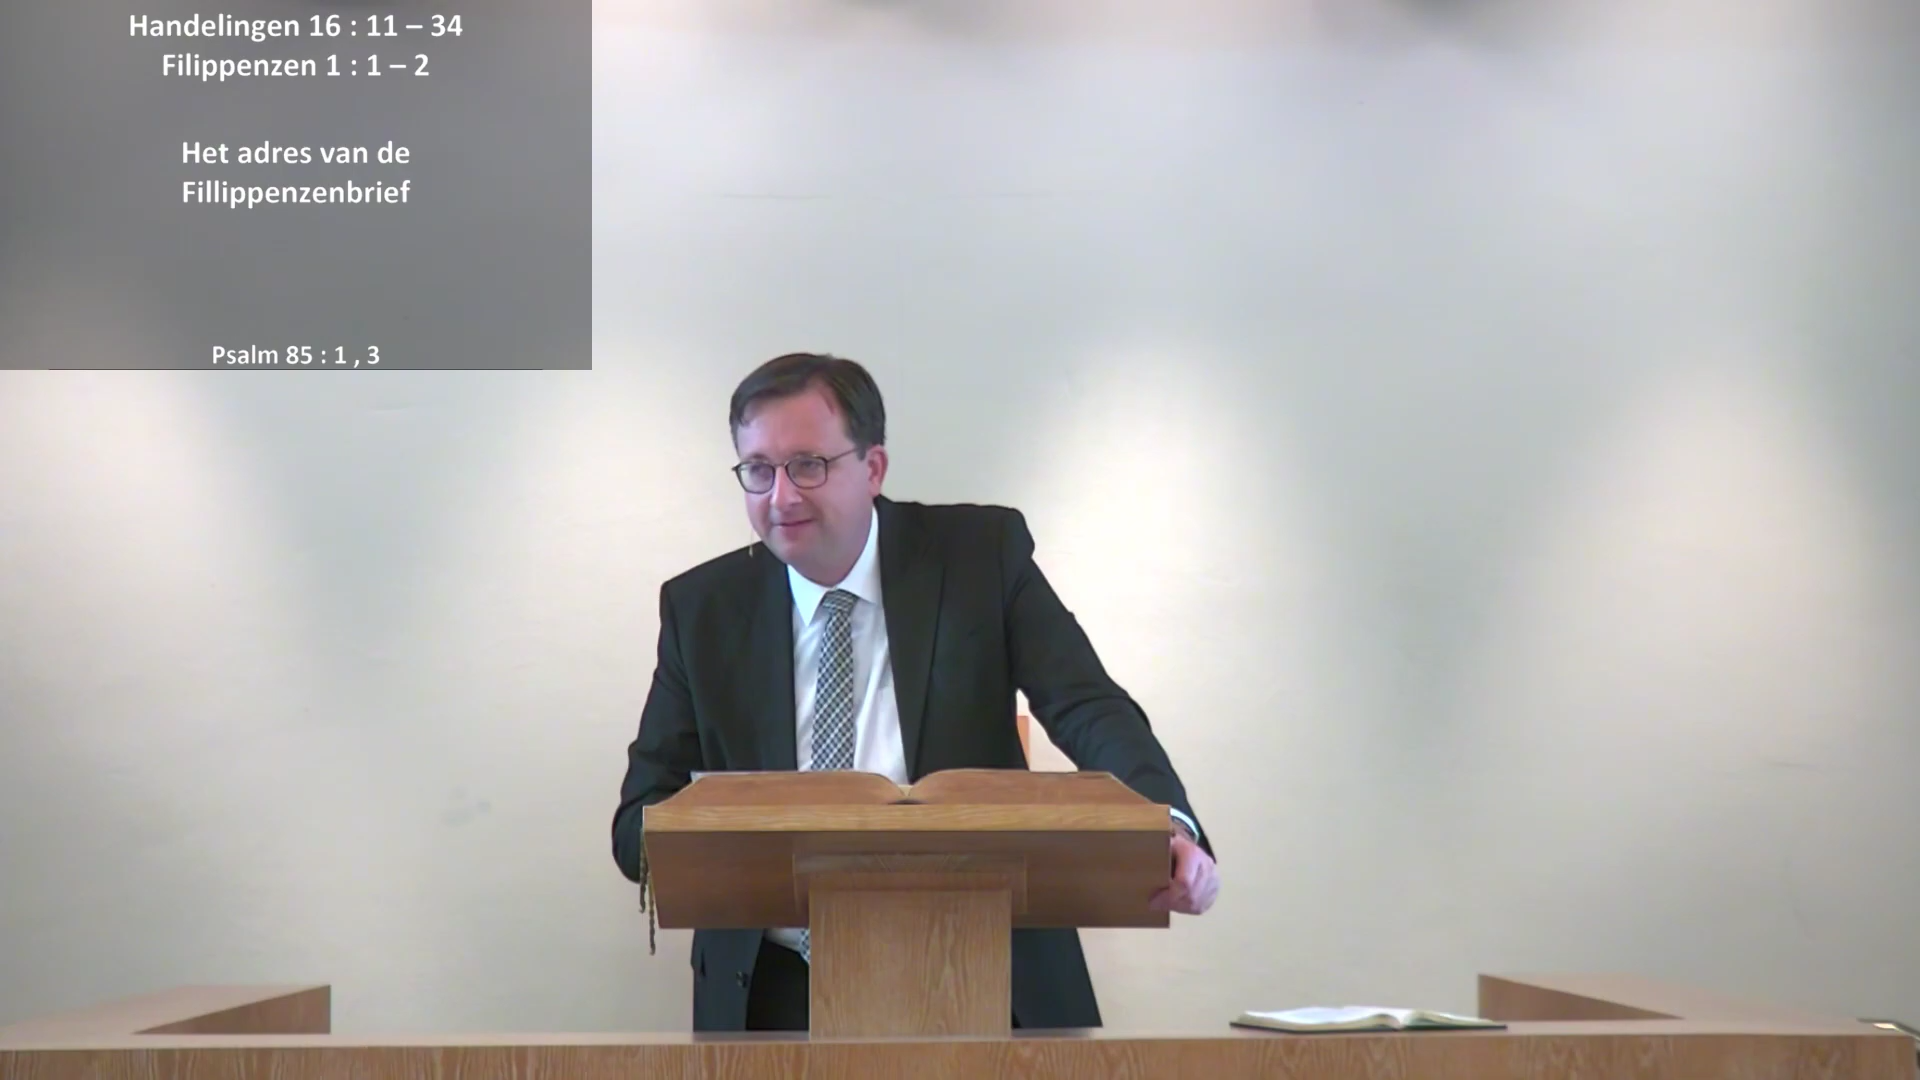 Handelingen 16 : 11 – 34
Filippenzen 1 : 1 – 2
Het adres van de
Fillippenzenbrief
Psalm 85 : 1 , 3